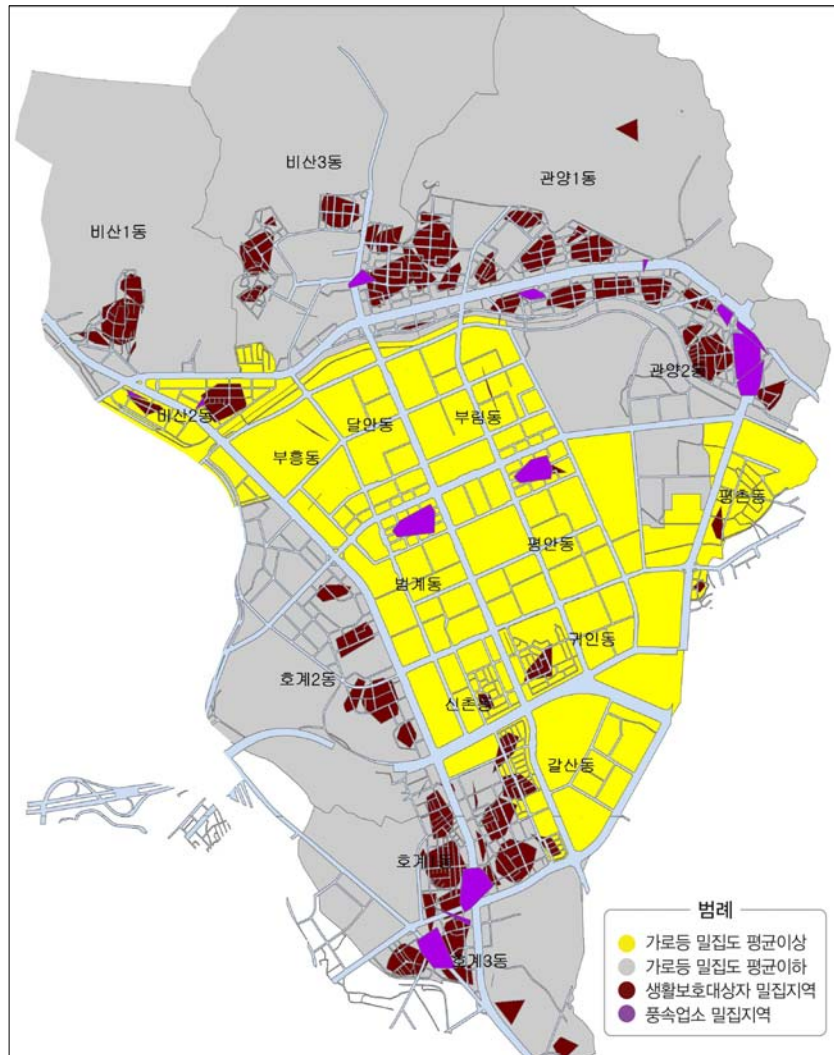 비산3동
관양1동
비산1동
관양2동
비산2동
달안동
부림동
부흥동
평촌동
평안동
범계동
귀인동
호계2동
신촌동
갈산동
호계3동
범례
가로등 밀집도 평균이상
가로등 밀집도 평균이하
생활보호대상자 밀집지역
풍속업소 밀집지역